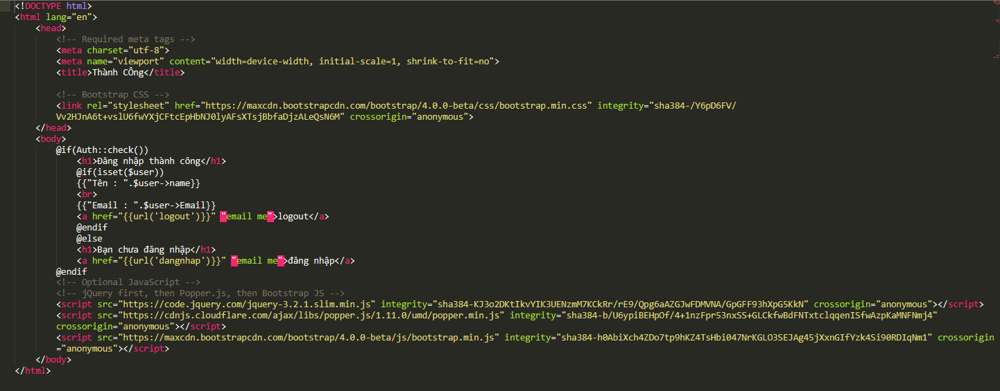 <!DOCTYPE html>
<html lang="en">
<head>
<!-- Required meta tags -->
<meta charset="utf-8">
<meta name="viewport" content="width=device-width, initial-scale=1, shrink-to-fit=no">
<title>Thành CÔng</title>
<!-- Bootstrap CSS -->
<link rel="stylesheet" href="https://maxcdn.bootstrapcdn.com/bootstrap/4.0.0-beta/css/bootstrap.min.css" integrity="sha384-/Y6pD6FV/
Vv2HJnA6t+vslU6fwYXjCFtcEpHbNJ0lyAFsXTsjBbfaDjzALeQsN6M" crossorigin="anonymous">
</head>
<body>
@if(Auth::check())
<h1>Đăng nhập thành công</h1>
@if(isset($user))
{{"Tên : ".$user->name}}
<br>
{{"Email : ".$user->Email}}
<a href="{{url('logout')}}" "email me">logout</a>
@endif
@else
<h1>Bạn chưa đăng nhập</h1>
<a href="{{url('dangnhap')}}" "email me">đăng nhập</a>
@endif
<!-- Optional JavaScript -->
<!-- jQuery first, then Popper.js, then Bootstrap JS -->
<script src="https://code.jquery.com/jquery-3.2.1.slim.min.js" integrity="sha384-KJ3o2DKtIkvYIK3UENzmM7KCkRr/rE9/Qpg6aAZGJwFDMVNA/GpGFF93hXpG5KkN" crossorigin="anonymous"></script>
<script src="https://cdnjs.cloudflare.com/ajax/libs/popper.js/1.11.0/umd/popper.min.js" integrity="sha384-b/U6ypiBEHpOf/4+1nzFpr53nxSS+GLCkfwBdFNTxtclqqenISfwAzpKaMNFNmj4"
crossorigin="anonymous"></script>
<script src="https://maxcdn.bootstrapcdn.com/bootstrap/4.0.0-beta/js/bootstrap.min.js" integrity="sha384-h0AbiXch4ZDo7tp9hKZ4TsHbi047NrKGLO3SEJAg45jXxnGIfYzk4Si90RDIqNm1" crossorigin
="anonymous"></script>
</body>
</html>